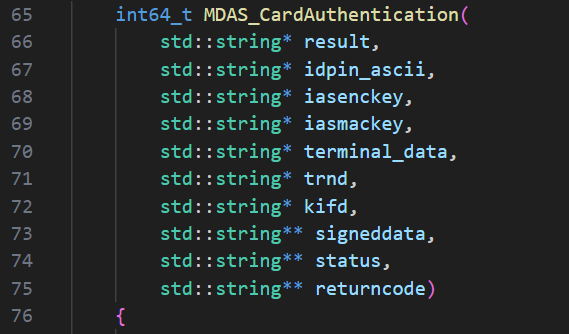 65 int64_t MDAS_CardAuthentication(
66 std::string* result,
67 std::string* idpin_ascii,
68 std::string* iasenckey,
69 std::string* iasmackey,
70 std::string* terminal_data,
71 std::string* trnd,
72 std::string* kifd,
73 std::string** signeddata,
74 std::string** status,
75 std::string** returncode)
76 {